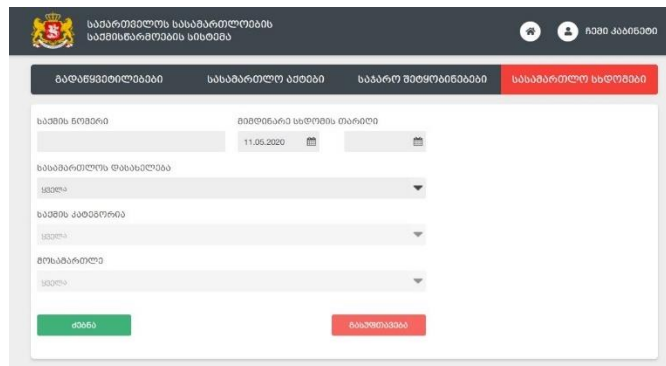 საქართველოს სასამართლოების
საქმისწარმოების სისტემა
ჩემი კაბინეტი
გადაწყვეტილებები სასამართლო აქტები საჯარო შეტყობინებები სასამართლო სხდომები
საქმის ნომერი მიმდინარე სხდომის თარიღი
11.05.2020
სასამართლოს დასახელება
ყველა
საქმის კატეგორია
ყველა
მოსამართლე
ყველა
ძებნა გასუფთავება